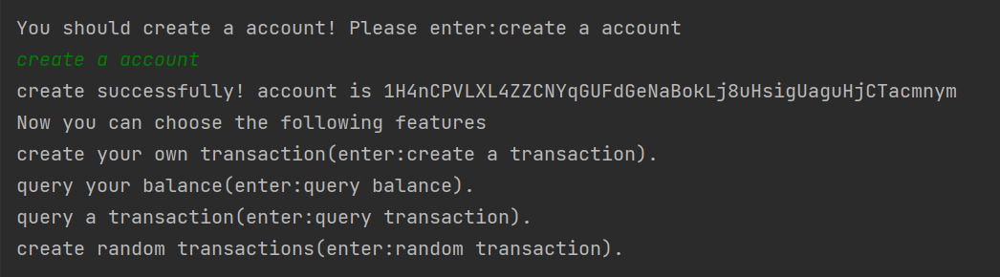 You should create a account! Please enter:create a account
create a account
create successfully! account is 1H4nCPVLXL4ZZCNYqGUFdGeNaBokLj8uHsigUaguHjCTacmnym
Now you can choose the following features
create your own transaction(enter:create a transaction).
query your balance(enter:query balance).
query a transaction(enter:query transaction).
create random transactions(enter:random transaction).